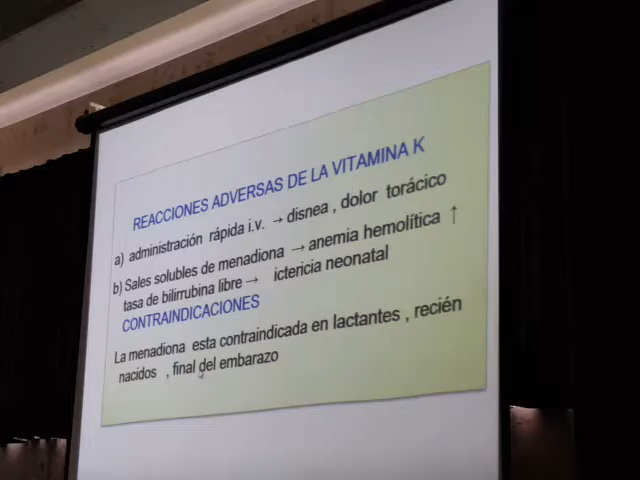 REACCIONES ADVERSAS DE LA VITAMINA K
a) administración rápida i.v. → disnea , dolor torácico
b) Sales solubles de menadiona → anemia hemolítica ↑
tasa de bilirrubina libre → ictericia neonatal
CONTRAINDICACIONES
La menadiona esta contraindicada en lactantes , recién
nacidos , final del embarazo